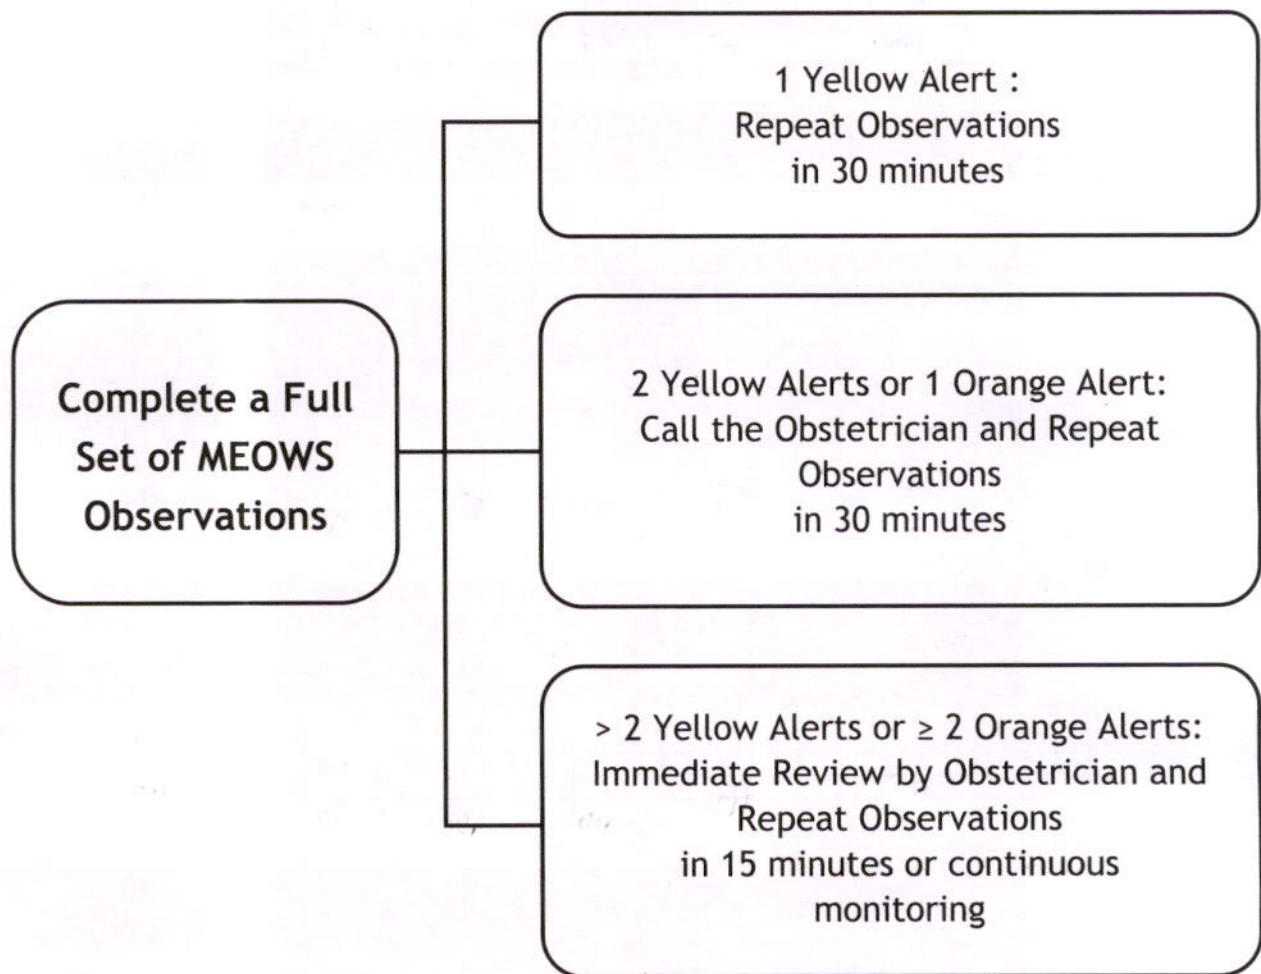 Complete a Full
Set of MEOWS
Observations
1 Yellow Alert :
Repeat Observations
in 30 minutes
2 Yellow Alerts or 1 Orange Alert:
Call the Obstetrician and Repeat
Observations
in 30 minutes
> 2 Yellow Alerts or ≥ 2 Orange Alerts:
Immediate Review by Obstetrician and
Repeat Observations
in 15 minutes or continuous
monitoring